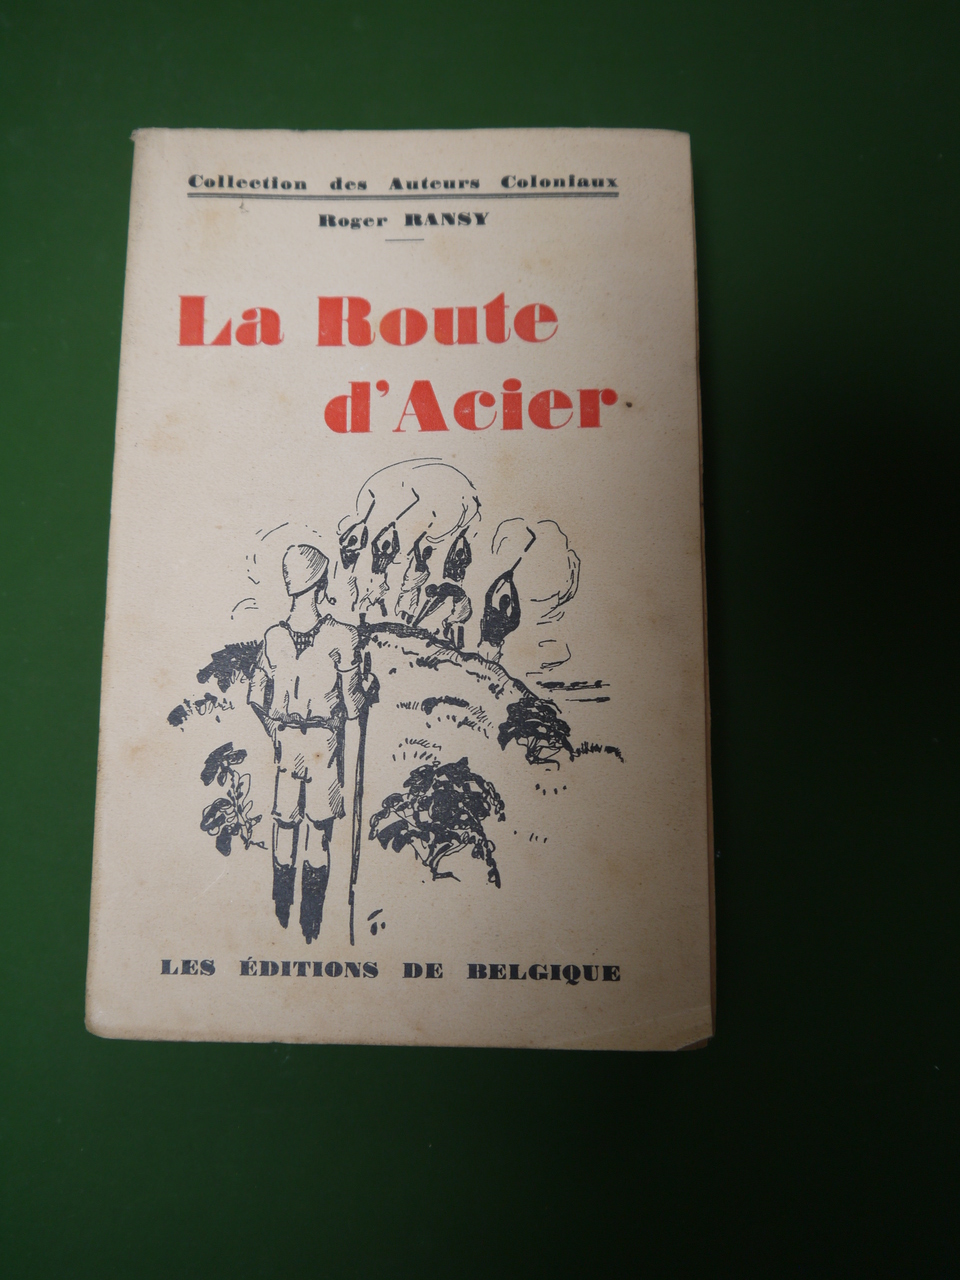 Collection des Auteurs Coloniaux
Roger RANSY
La Route
d'Acier
LES ÉDITIONS DE BELGIQUE